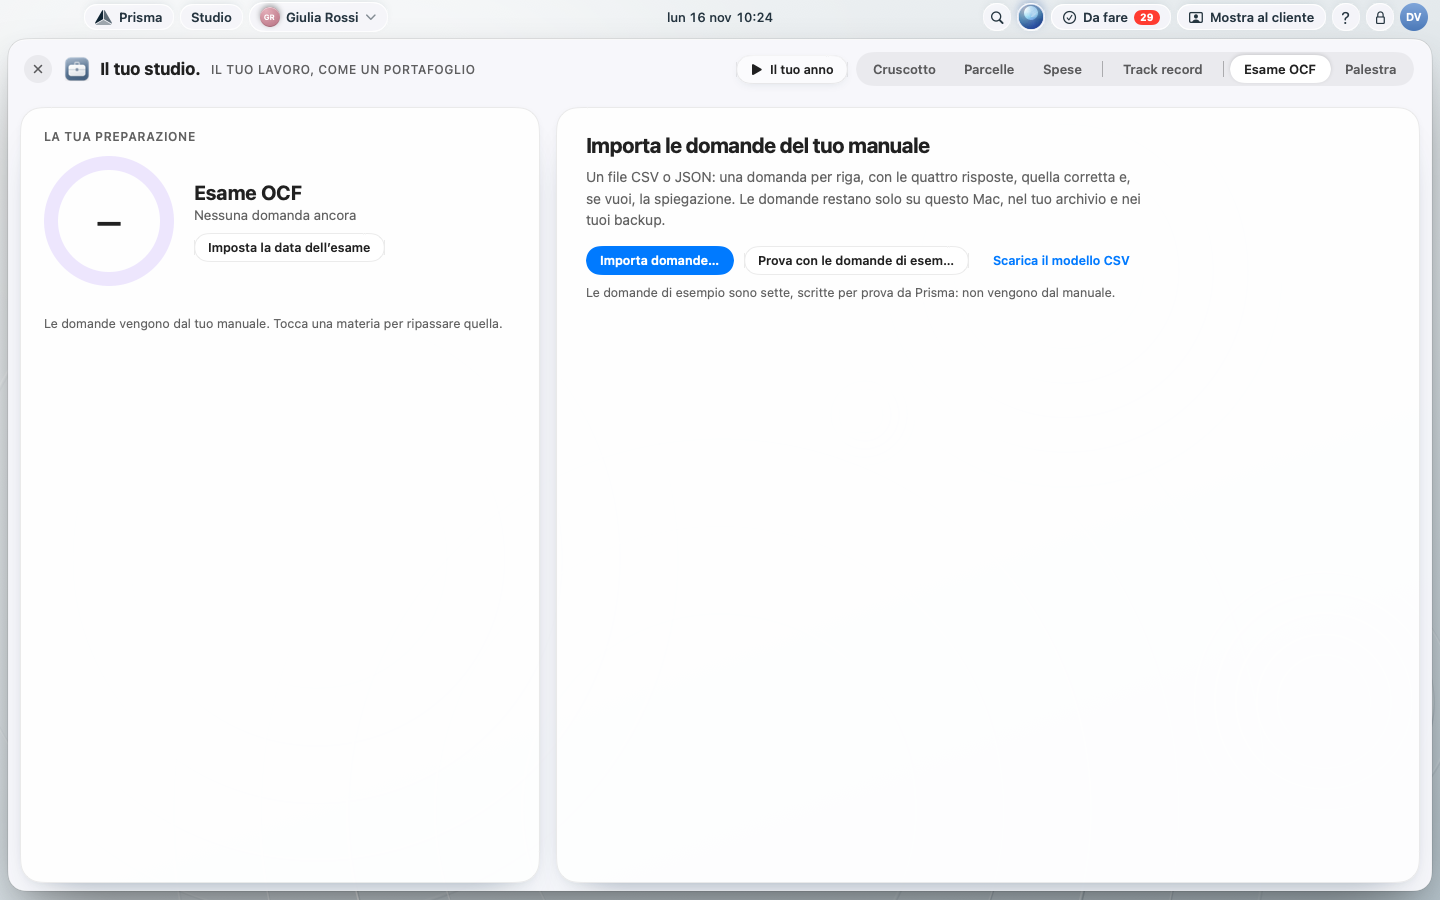 Prisma
Studio
GR Giulia Rossi
lun 16 nov 10:24
Da fare 29
Mostra al cliente
?
DV
Il tuo studio. IL TUO LAVORO, COME UN PORTAFOGLIO
Il tuo anno
Cruscotto
Parcelle
Spese
Track record
Esame OCF
Palestra
LA TUA PREPARAZIONE
–
Esame OCF
Nessuna domanda ancora
Imposta la data dell’esame
Le domande vengono dal tuo manuale. Tocca una materia per ripassare quella.
Importa le domande del tuo manuale
Un file CSV o JSON: una domanda per riga, con le quattro risposte, quella corretta e,
se vuoi, la spiegazione. Le domande restano solo su questo Mac, nel tuo archivio e nei
tuoi backup.
Importa domande...
Prova con le domande di esem...
Scarica il modello CSV
Le domande di esempio sono sette, scritte per prova da Prisma: non vengono dal manuale.